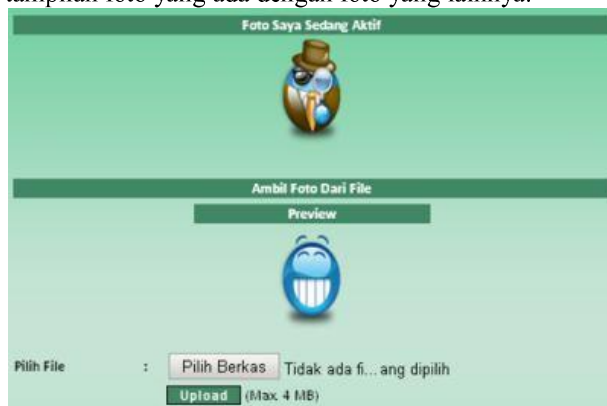 tampilan foto yang ada dengan foto yang lainnya.
Foto Saya Sedang Aktif
Ambil Foto Dari File
Preview
Pilih File : Pilih Berkas Tidak ada fi...ang dipilih
Upload (Max. 4 MB)